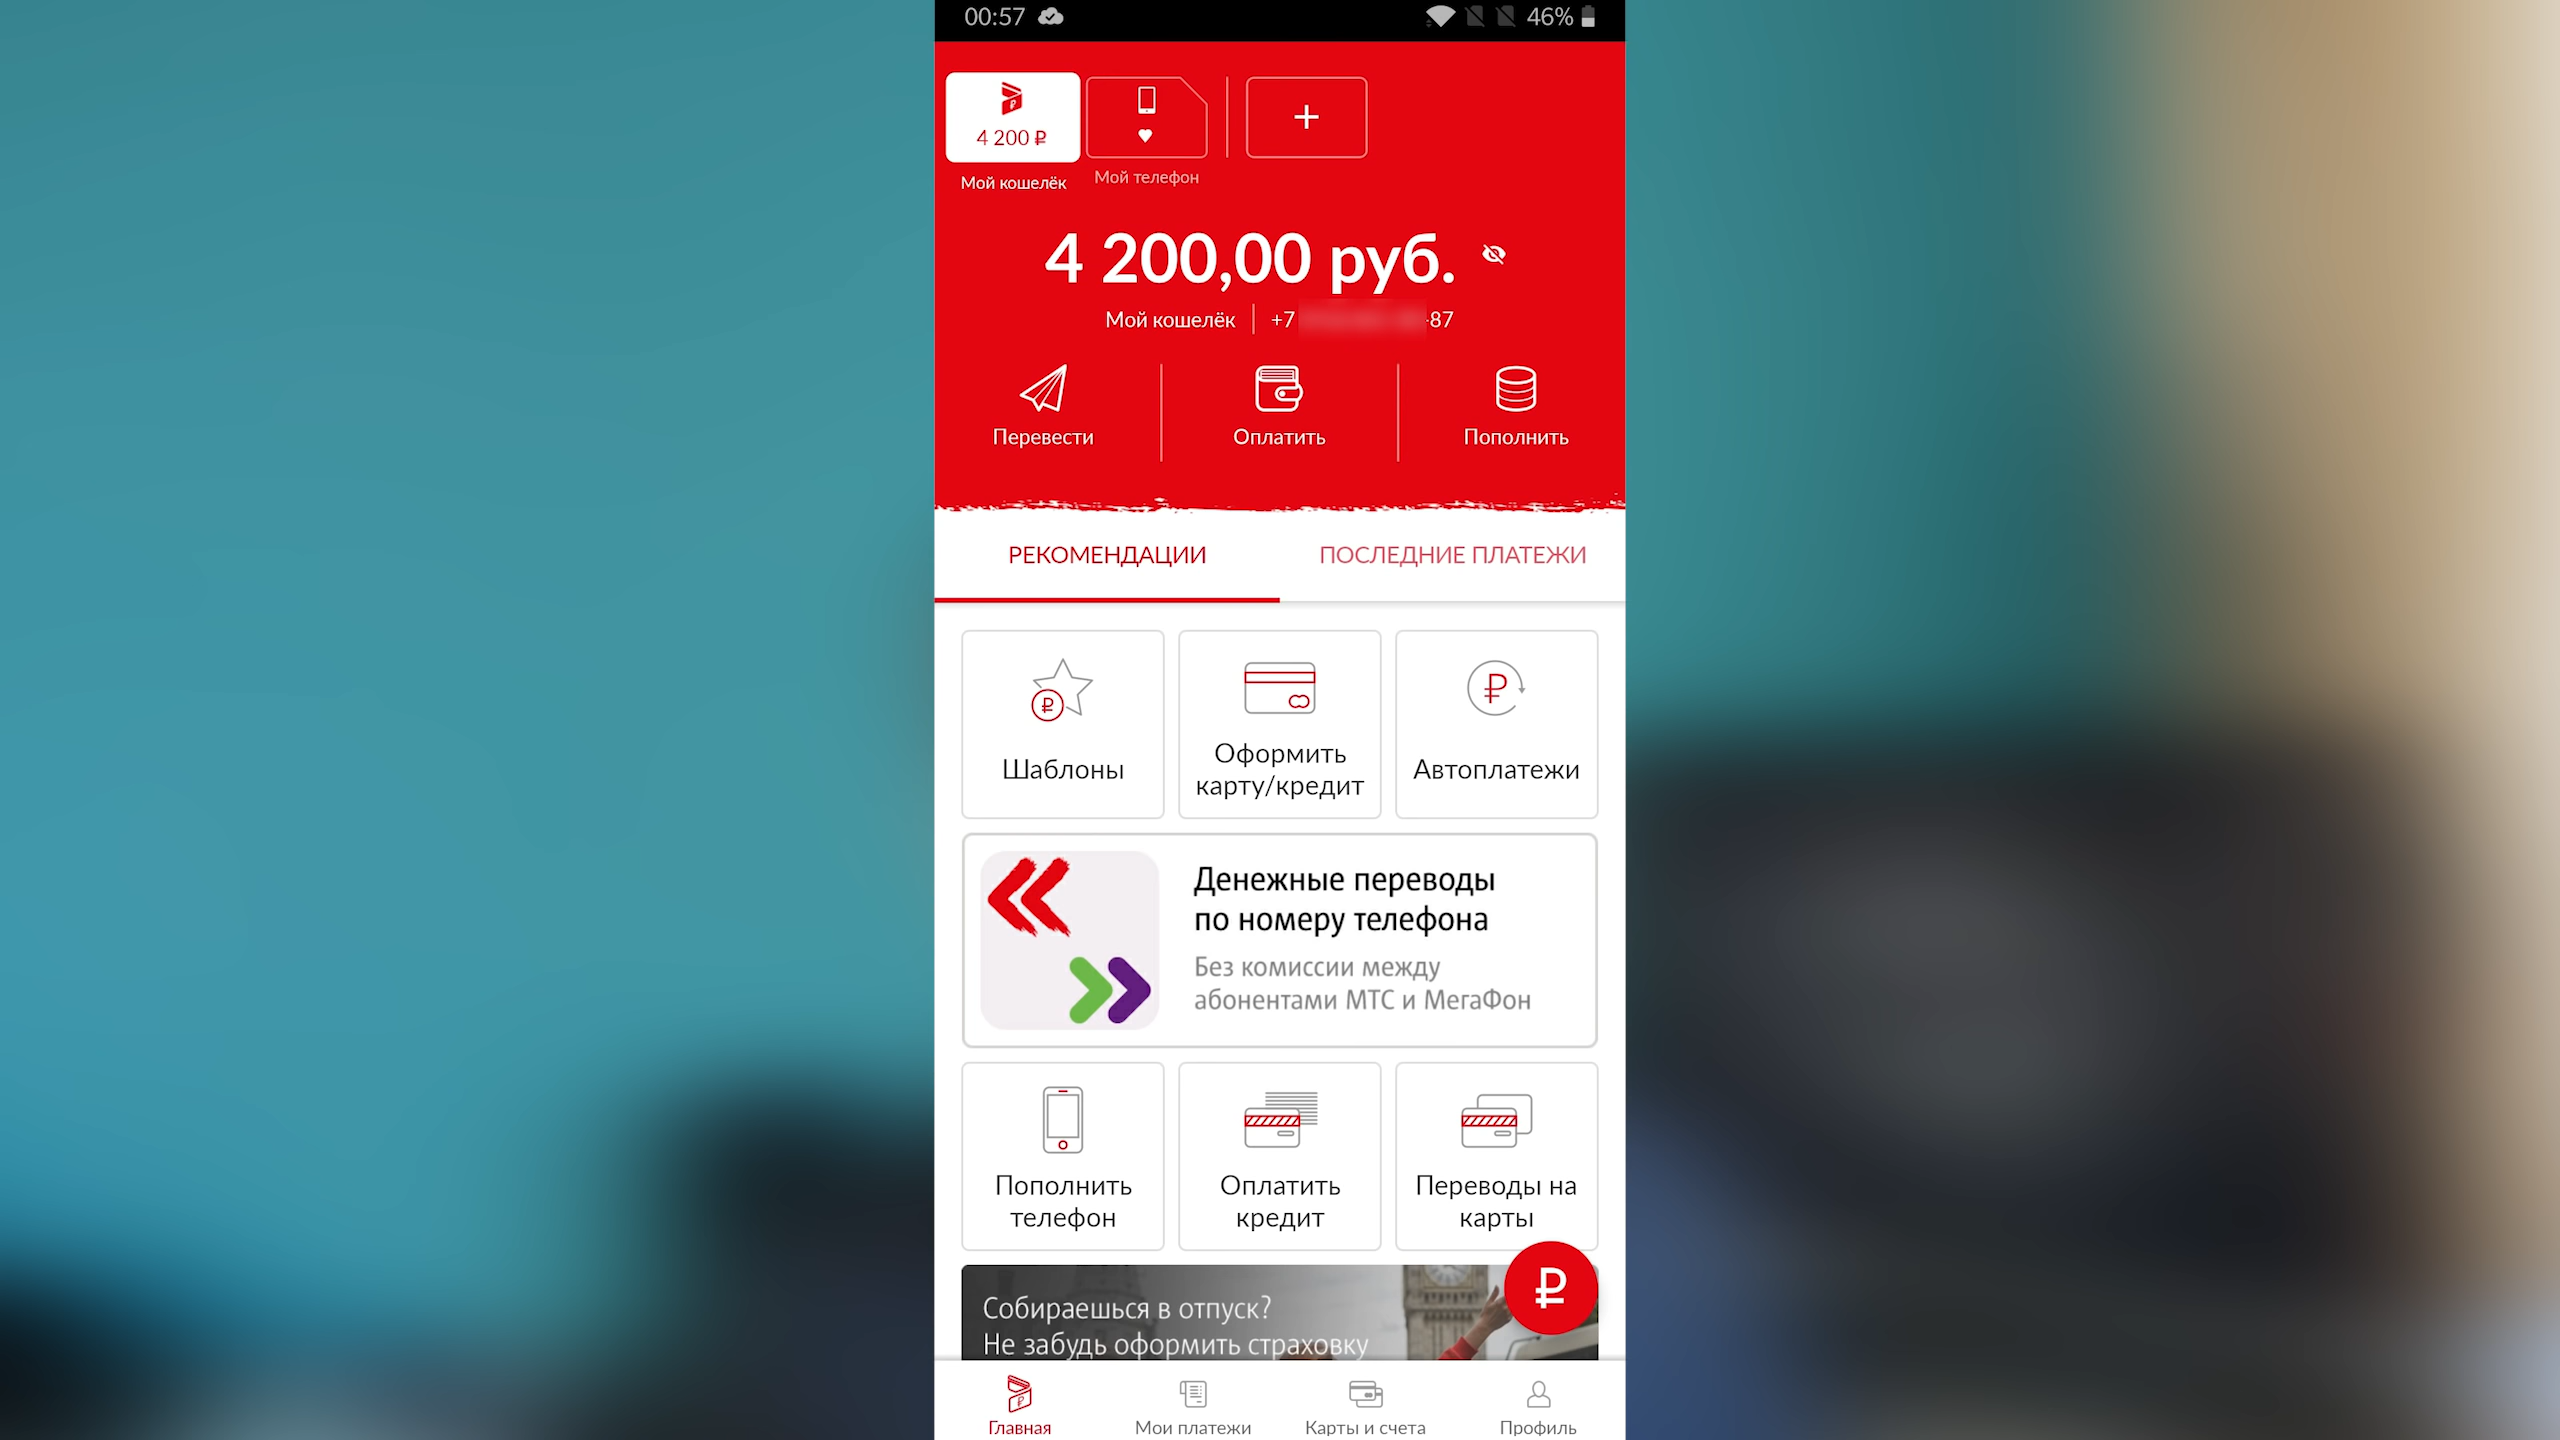 00:57
46%
4 200 ₽
Мой кошелёк
Мой телефон
+
4 200,00 руб.
Мой кошелёк
+7
-87
Перевести
Оплатить
Пополнить
РЕКОМЕНДАЦИИ
ПОСЛЕДНИЕ ПЛАТЕЖИ
Шаблоны
Оформить
карту/кредит
₽
Автоплатежи
Денежные переводы
по номеру телефона
Без комиссии между
абонентами МТС и МегаФон
Пополнить
телефон
Оплатить
кредит
Переводы на
карты
Собираешься в отпуск?
Не забудь оформить страховку
₽
Главная
Мои платежи
Карты и счета
Профиль